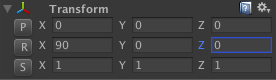 Transform
P X 0 Y 0 Z 0
R X 90 Y 0 Z 0
S X 1 Y 1 Z 1